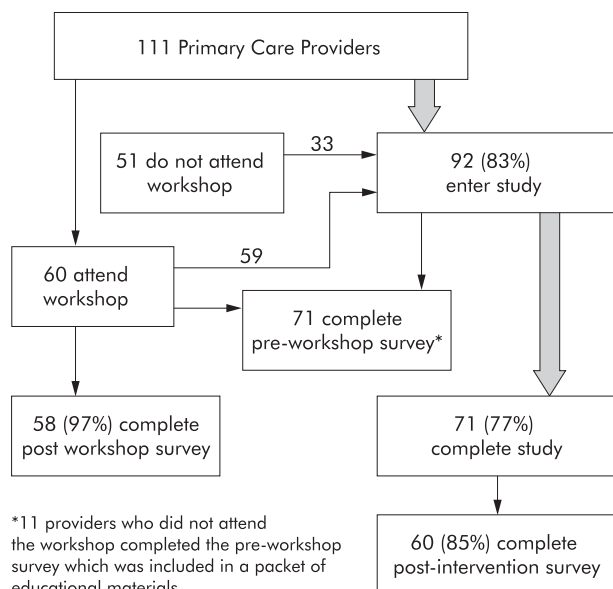 111 Primary Care Providers
51 do not attend
workshop
33
92 (83%)
enter study
60 attend
workshop
59
71 complete
pre-workshop survey*
58 (97%) complete
post workshop survey
71 (77%)
complete study
*11 providers who did not attend
the workshop completed the pre-workshop
survey which was included in a packet of
educational materials
60 (85%) complete
post-intervention survey